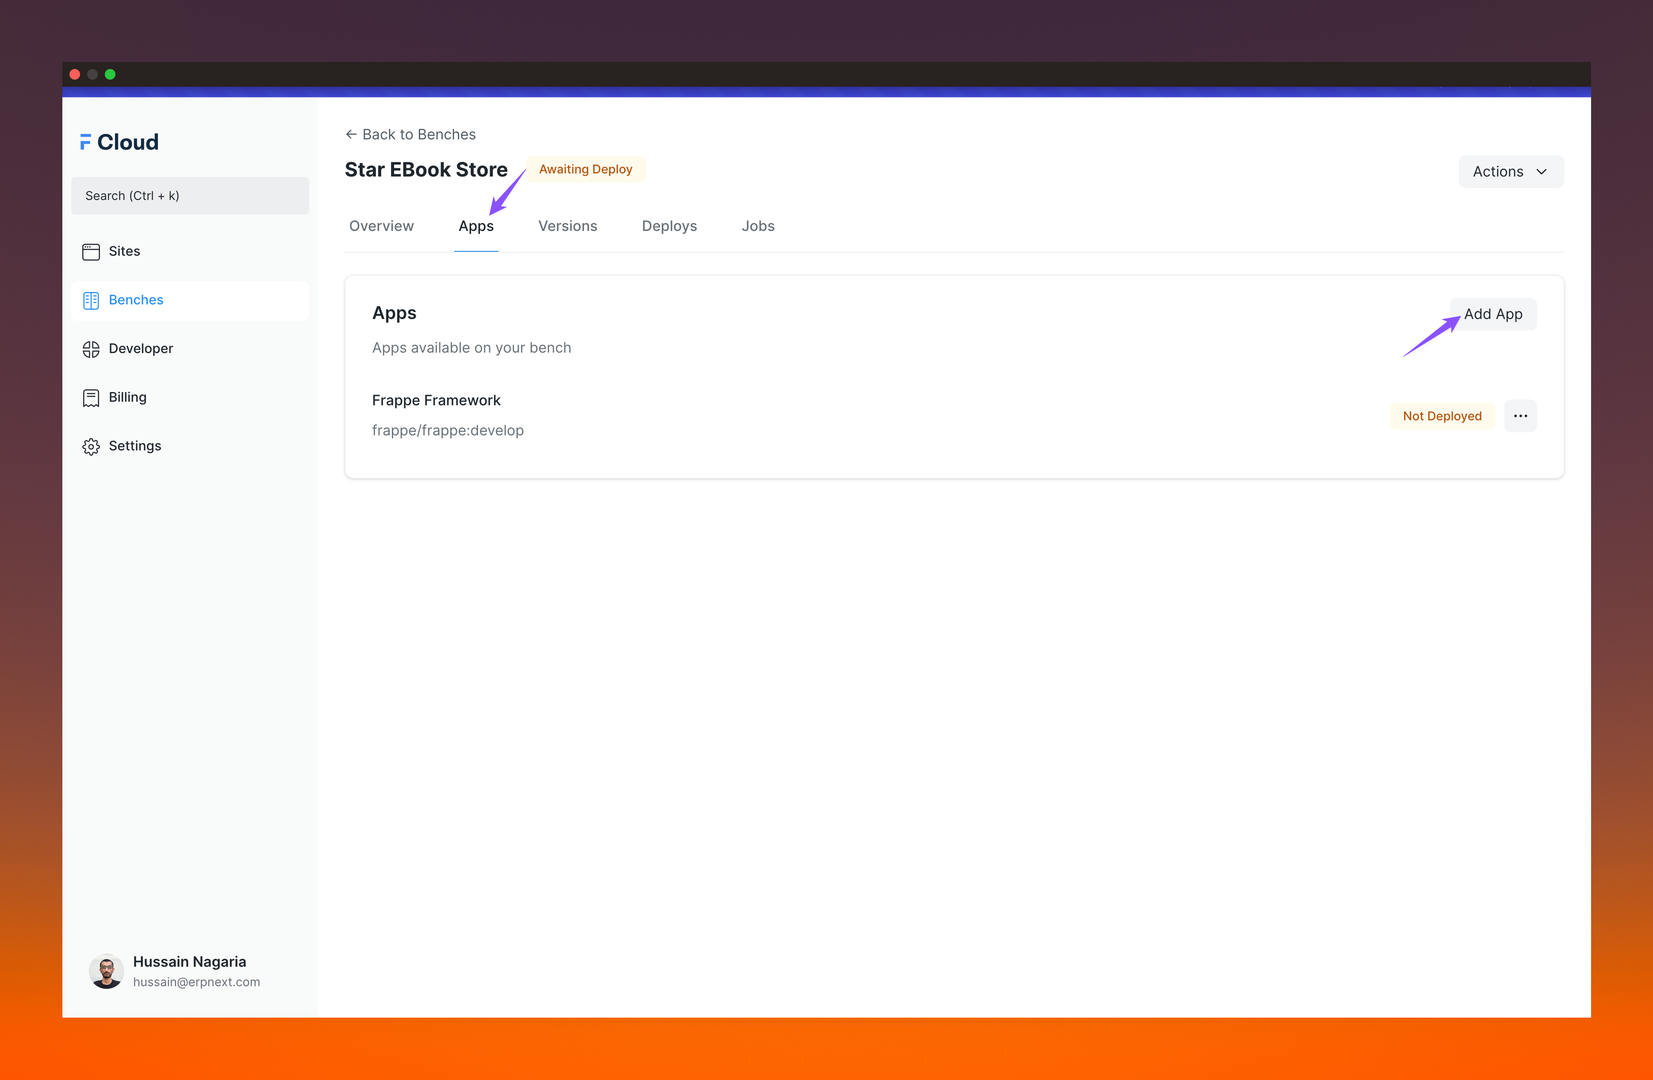 Cloud
Search (Ctrl + k)
Sites
Benches
Developer
Billing
Settings
Hussain Nagaria
hussain@erpnext.com
← Back to Benches
Star EBook Store
Awaiting Deploy
Actions
Overview
Apps
Versions
Deploys
Jobs
Apps
Add App
Apps available on your bench
Frappe Framework
frappe/frappe:develop
Not Deployed